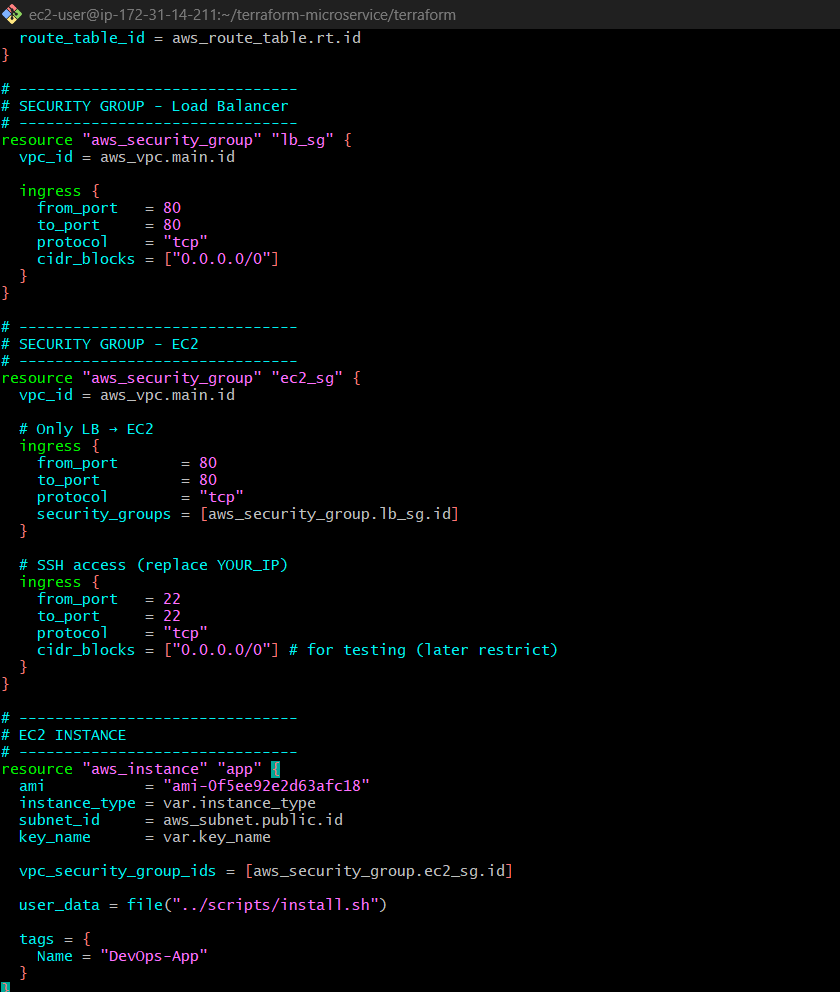 ec2-user@ip-172-31-14-211:~/terraform-microservice/terraform
  route_table_id = aws_route_table.rt.id
}

# -------------------------------
# SECURITY GROUP - Load Balancer
# -------------------------------
resource "aws_security_group" "lb_sg" {
  vpc_id = aws_vpc.main.id

  ingress {
    from_port   = 80
    to_port     = 80
    protocol    = "tcp"
    cidr_blocks = ["0.0.0.0/0"]
  }
}

# -------------------------------
# SECURITY GROUP - EC2
# -------------------------------
resource "aws_security_group" "ec2_sg" {
  vpc_id = aws_vpc.main.id

  # Only LB → EC2
  ingress {
    from_port       = 80
    to_port         = 80
    protocol        = "tcp"
    security_groups = [aws_security_group.lb_sg.id]
  }

  # SSH access (replace YOUR_IP)
  ingress {
    from_port   = 22
    to_port     = 22
    protocol    = "tcp"
    cidr_blocks = ["0.0.0.0/0"] # for testing (later restrict)
  }
}

# -------------------------------
# EC2 INSTANCE
# -------------------------------
resource "aws_instance" "app" {
  ami           = "ami-0f5ee92e2d63afc18"
  instance_type = var.instance_type
  subnet_id     = aws_subnet.public.id
  key_name      = var.key_name

  vpc_security_group_ids = [aws_security_group.ec2_sg.id]

  user_data = file("../scripts/install.sh")

  tags = {
    Name = "DevOps-App"
  }
}